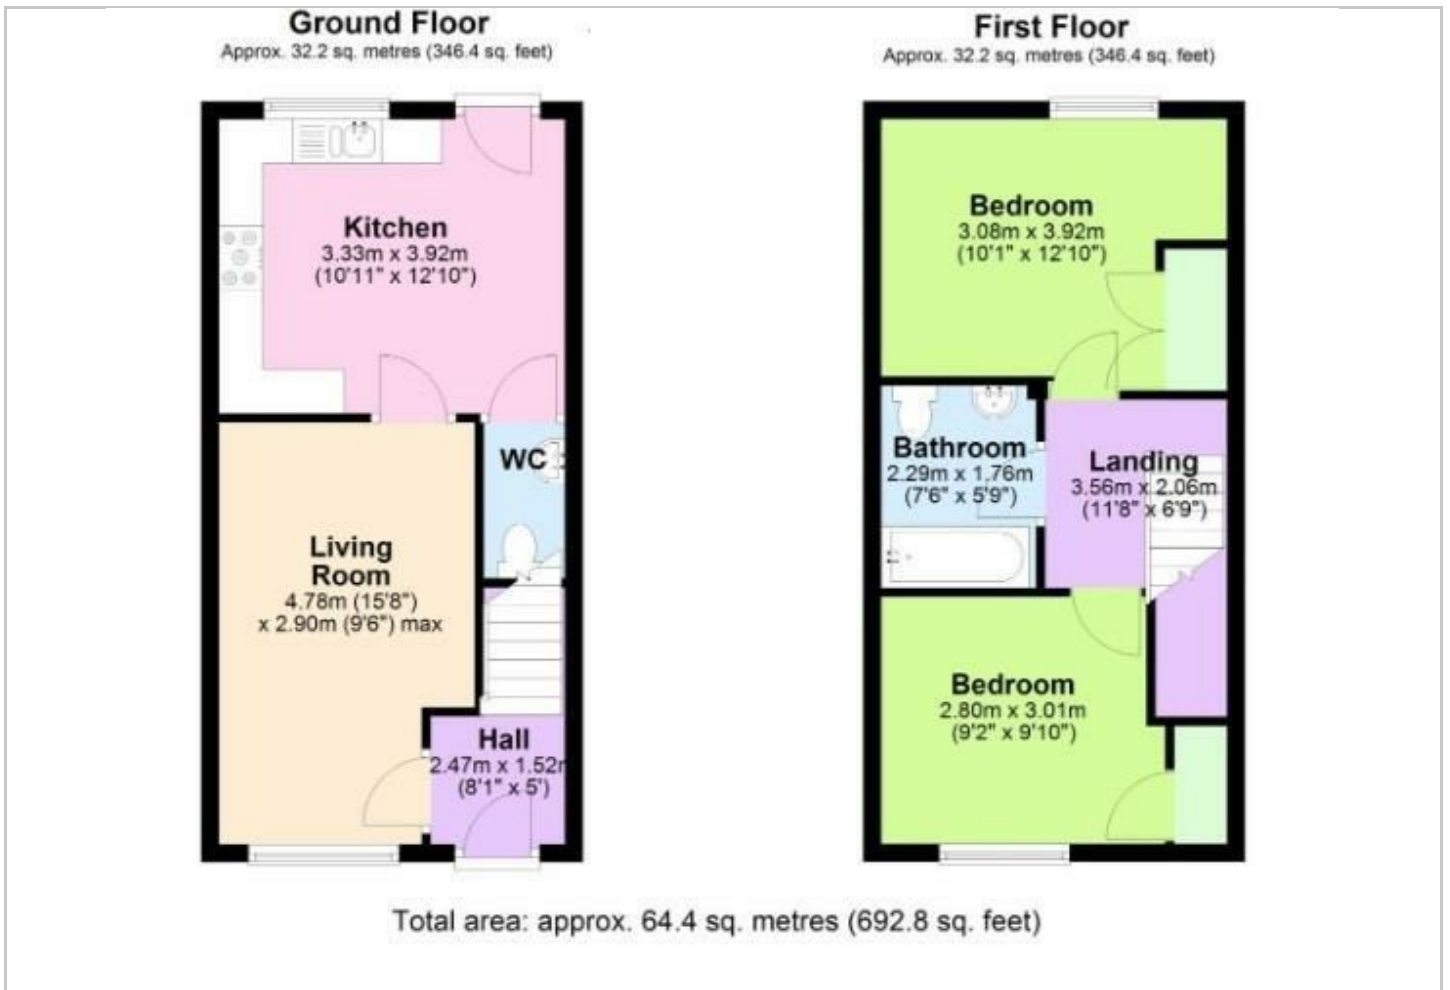 Ground Floor
Approx. 32.2 sq. metres (346.4 sq. feet)
Kitchen
3.33m x 3.92m
(10'11" x 12'10")
WC
Living
Room
4.78m (15'8")
x 2.90m (9'6") max
Hall
2.47m x 1.52m
(8'1" x 5')
First Floor
Approx. 32.2 sq. metres (346.4 sq. feet)
Bedroom
3.08m x 3.92m
(10'1" x 12'10")
Bathroom
2.29m x 1.76m
(7'6" x 5'9")
Landing
3.56m x 2.06m
(11'8" x 6'9")
Bedroom
2.80m x 3.01m
(9'2" x 9'10")
Total area: approx. 64.4 sq. metres (692.8 sq. feet)